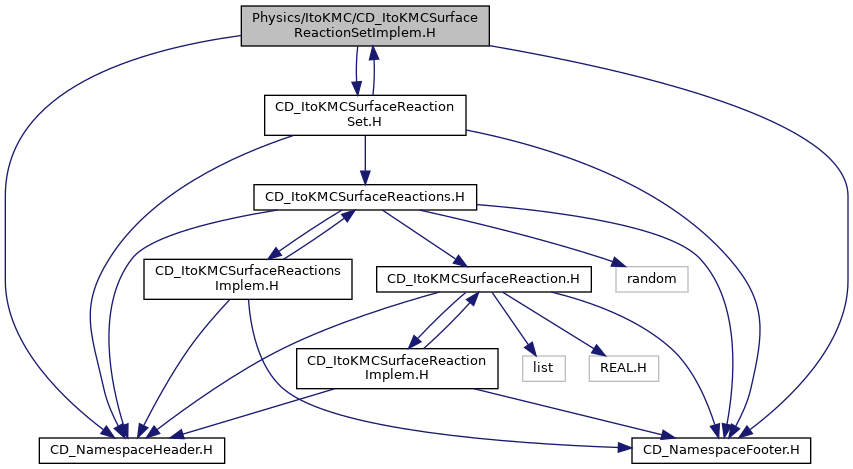 Physics/ItoKMC/CD_ItoKMCSurface
ReactionSetImplem.H
CD_ItoKMCSurfaceReaction
Set.H
CD_ItoKMCSurfaceReactions.H
CD_ItoKMCSurfaceReactions
Implem.H
CD_ItoKMCSurfaceReaction.H
random
CD_ItoKMCSurfaceReaction
Implem.H
list
REAL.H
CD_NamespaceHeader.H
CD_NamespaceFooter.H